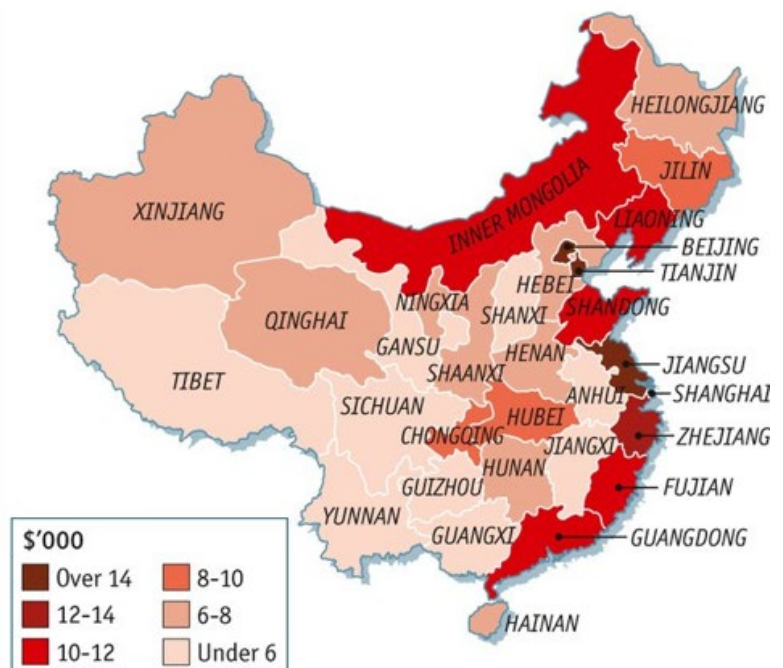 HEILONGJIANG
JILIN
XINJIANG
INNER MONGOLIA
LIAONING
BEIJING
TIANJIN
HEBEI
NINGXIA
SHANDONG
SHANXI
QINGHAI
GANSU
HENAN
SHAANXI
JIANGSU
TIBET
ANHUI
SHANGHAI
SICHUAN
HUBEI
CHONGQING
ZHEJIANG
JIANGXI
HUNAN
GUIZHOU
FUJIAN
YUNNAN
GUANGXI
GUANGDONG
HAINAN
$'000
Over 14
12-14
10-12
8-10
6-8
Under 6